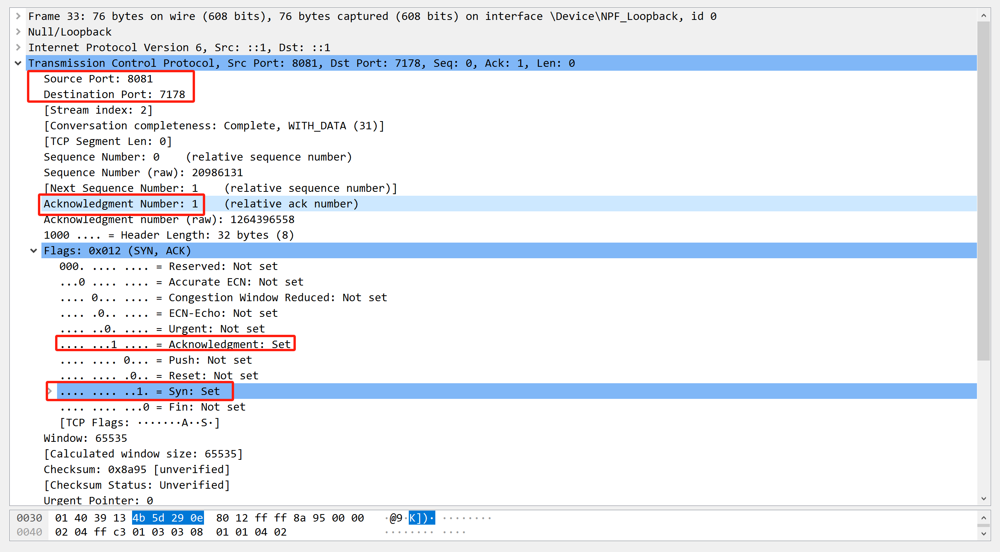 Frame 33: 76 bytes on wire (608 bits), 76 bytes captured (608 bits) on interface \Device\NPF_Loopback, id 0
Null/Loopback
Internet Protocol Version 6, Src: ::1, Dst: ::1
Transmission Control Protocol, Src Port: 8081, Dst Port: 7178, Seq: 0, Ack: 1, Len: 0
Source Port: 8081
Destination Port: 7178
[Stream index: 2]
[Conversation completeness: Complete, WITH_DATA (31)]
[TCP Segment Len: 0]
Sequence Number: 0    (relative sequence number)
Sequence Number (raw): 20986131
[Next Sequence Number: 1    (relative sequence number)]
Acknowledgment Number: 1    (relative ack number)
Acknowledgment number (raw): 1264396558
1000 .... = Header Length: 32 bytes (8)
Flags: 0x012 (SYN, ACK)
000. .... .... = Reserved: Not set
...0 .... .... = Accurate ECN: Not set
.... 0... .... = Congestion Window Reduced: Not set
.... .0.. .... = ECN-Echo: Not set
.... ..0. .... = Urgent: Not set
.... ...1 .... = Acknowledgment: Set
.... .... 0... = Push: Not set
.... .... .0.. = Reset: Not set
.... .... ..1. = Syn: Set
.... .... ...0 = Fin: Not set
[TCP Flags: ·······A··S·]
Window: 65535
[Calculated window size: 65535]
Checksum: 0x8a95 [unverified]
[Checksum Status: Unverified]
Urgent Pointer: 0
0030  01 40 39 13 4b 5d 29 0e  80 12 ff ff 8a 95 00 00   ·@9·K])· ········
0040  02 04 ff c3 01 03 03 08  01 01 04 02   ········ ····